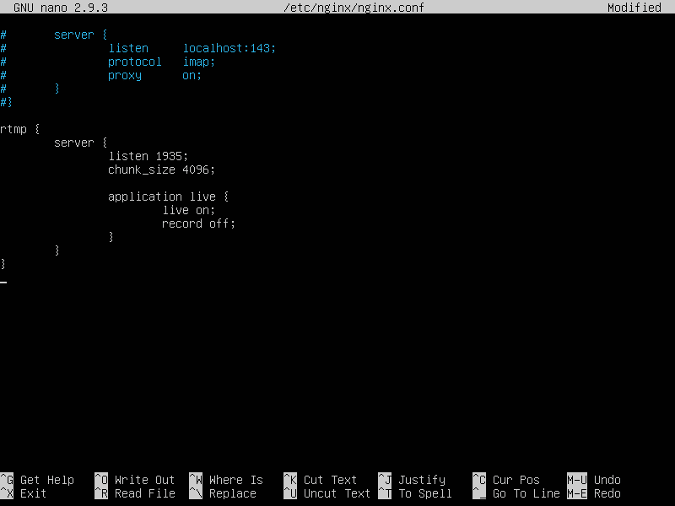 GNU nano 2.9.3 /etc/nginx/nginx.conf Modified
# server {
# listen localhost:143;
# protocol imap;
# proxy on;
# }
#}
rtmp {
server {
listen 1935;
chunk_size 4096;
application live {
live on;
record off;
}
}
}
^G Get Help ^O Write Out ^W Where Is ^K Cut Text ^J Justify ^C Cur Pos M-U Undo
^X Exit ^R Read File ^\ Replace ^U Uncut Text ^T To Spell ^_ Go To Line M-E Redo